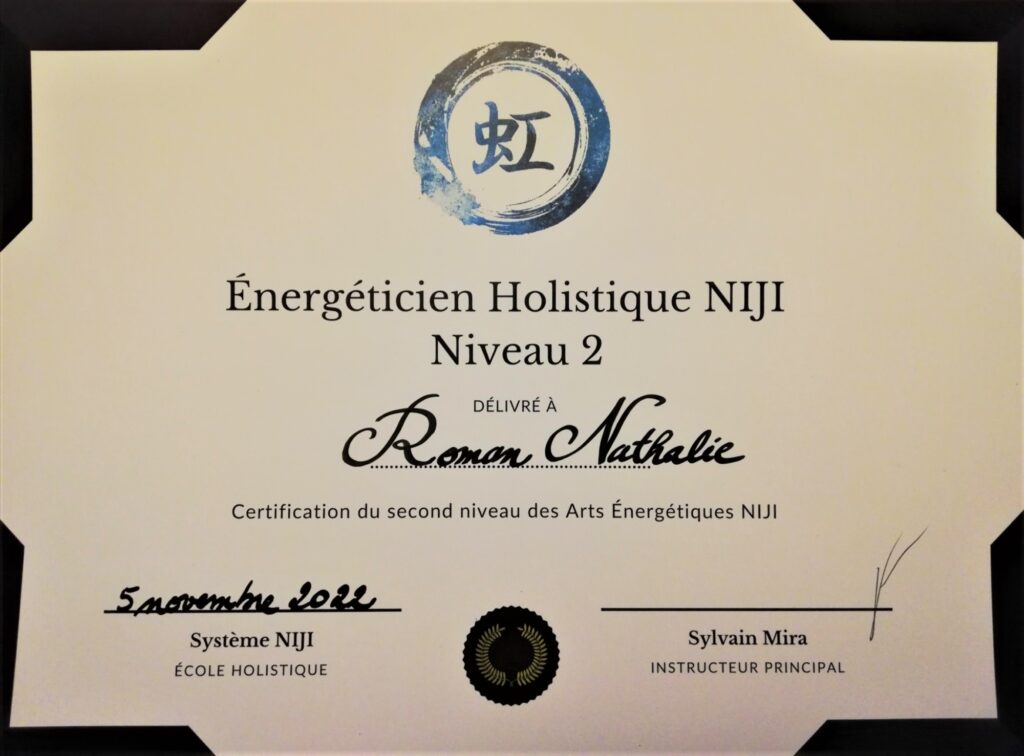 虹
Énergéticien Holistique NIJI
Niveau 2
DÉLIVRÉ À
Roman Nathalie
Certification du second niveau des Arts Énergétiques NIJI
5 novembre 2022
Système NIJI
ÉCOLE HOLISTIQUE
Sylvain Mira
INSTRUCTEUR PRINCIPAL